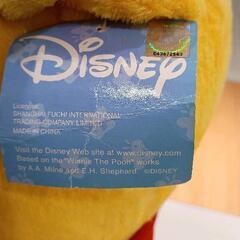 DISNEY
Licensee:
SHANGHAI FUCHI INTERNATIONAL
TRADING COMPANY LIMITED
MADE IN CHINA
Visit the Disney Web site at www.disney.com
Based on the "Winnie The Pooh" works
by A.A. Milne and E.H. Shephard ©DISNEY